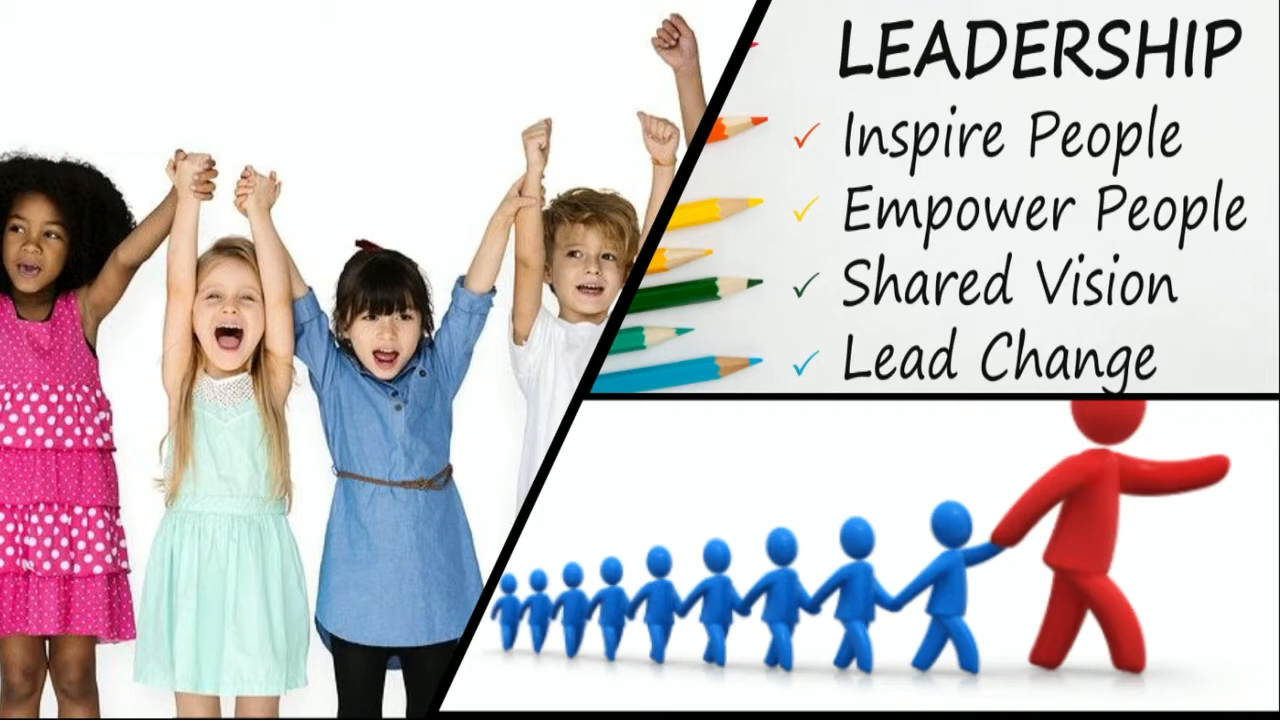 LEADERSHIP
Inspire People
Empower People
Shared Vision
Lead Change